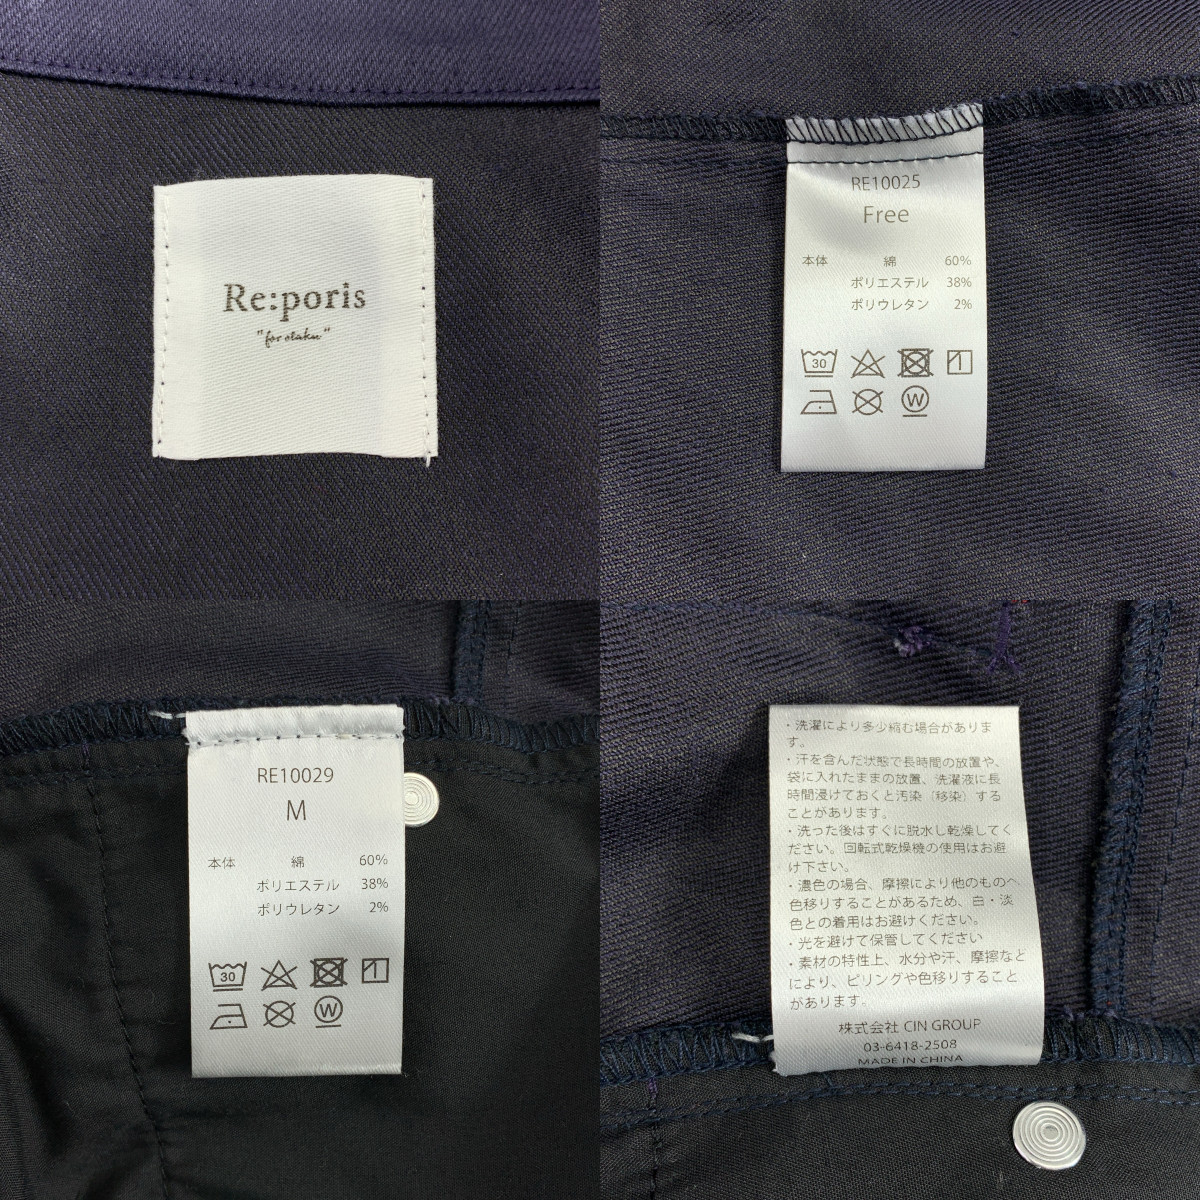 Re:poris
"for otaku"
RE10025
Free
本体 綿 60%
ポリエステル 38%
ポリウレタン 2%
30
1
W
RE10029
M
本体 綿 60%
ポリエステル 38%
ポリウレタン 2%
30
1
W
・洗濯により多少縮む場合がありま
す。
・汗を含んだ状態で長時間の放置や、
袋に入れたままの放置、洗濯液に長
時間浸けておくと汚染（移染）する
ことがあります。
・洗った後はすぐに脱水し乾燥してく
ださい。回転式乾燥機の使用はお避
け下さい。
・濃色の場合、摩擦により他のものへ
色移りすることがあるため、白・淡
色との着用はお避けください。
・光を避けて保管してください
・素材の特性上、水分や汗、摩擦など
により、ピリングや色移りすること
があります。
株式会社 CIN GROUP
03-6418-2508
MADE IN CHINA